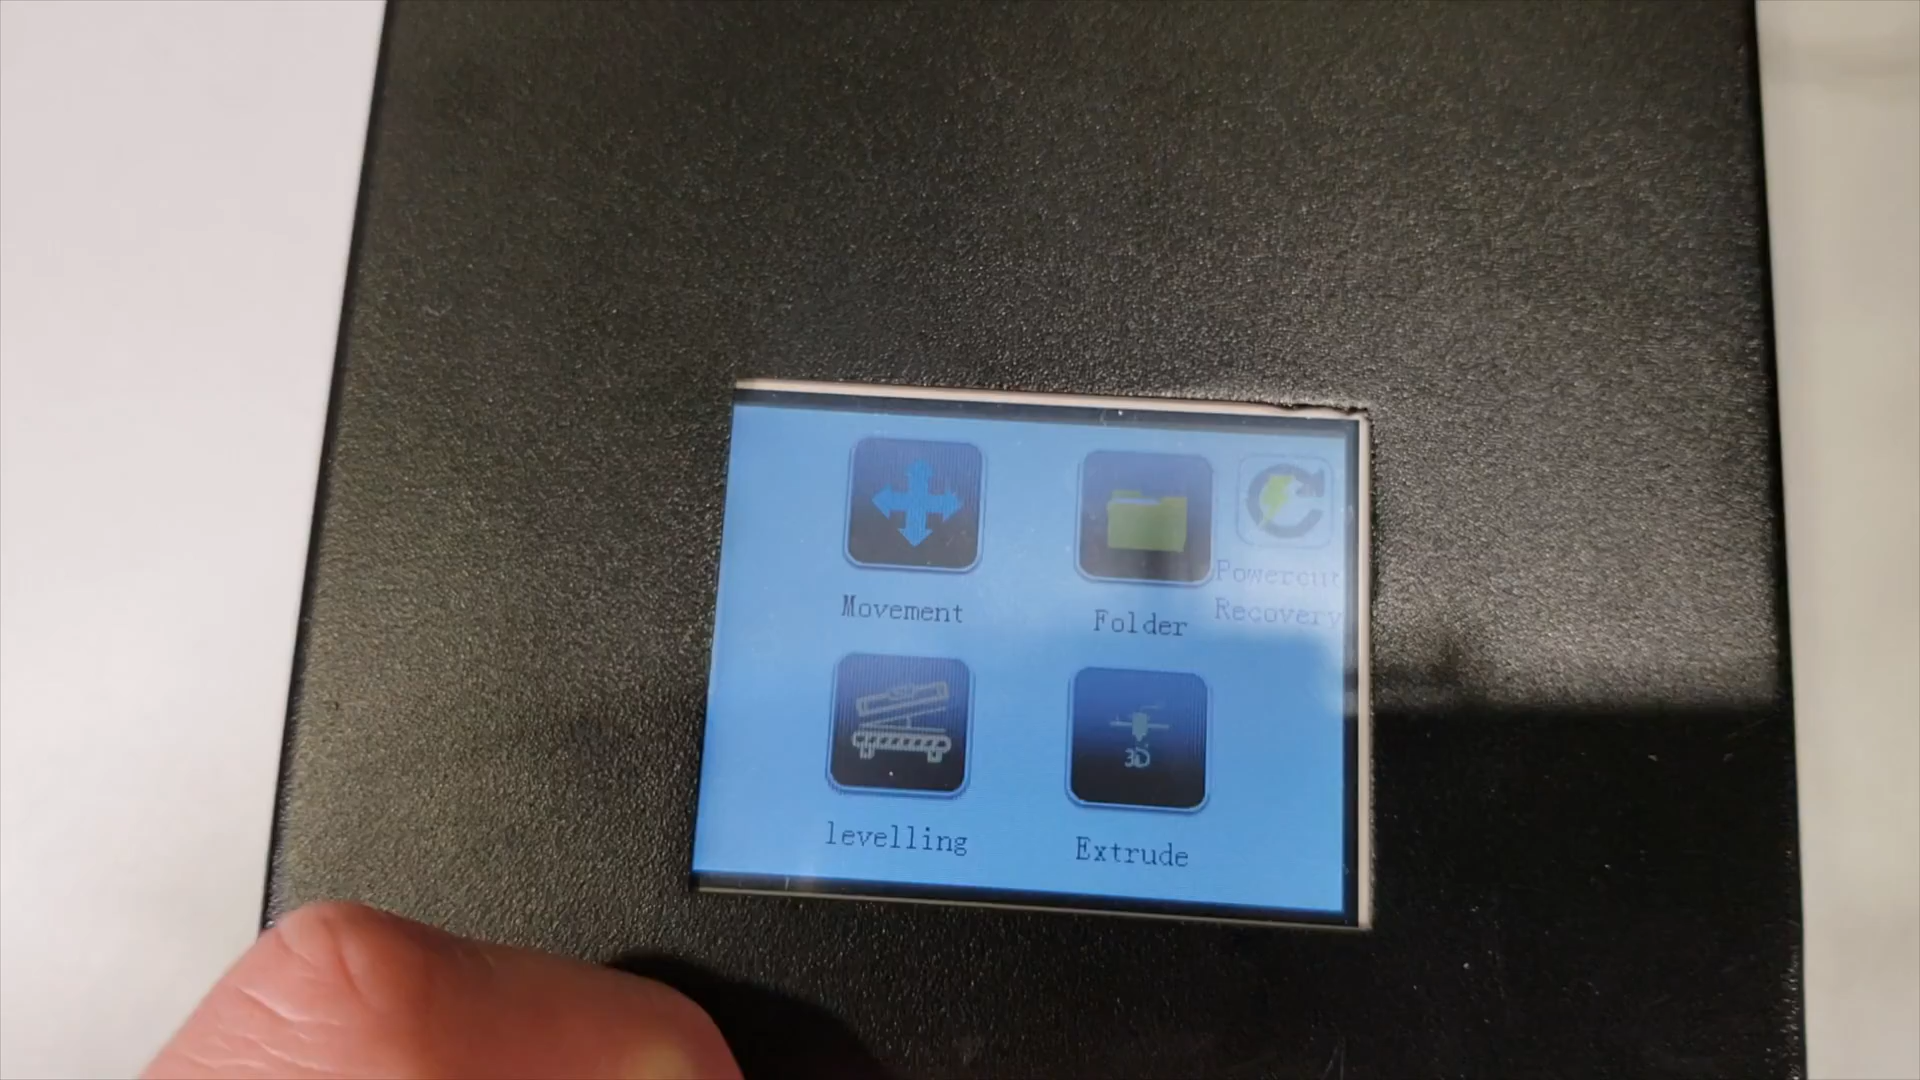 Movement
Folder
Powercut
Recovery
levelling
Extrude
3D